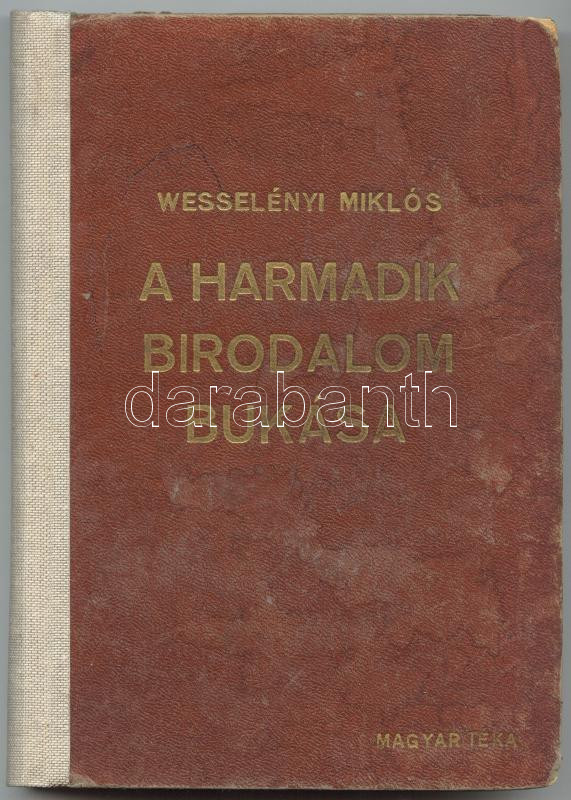 WESSELÉNYI MIKLÓS
A HARMADIK
BIRODALOM
darabanth
BUKÁSA
MAGYAR TÉKA